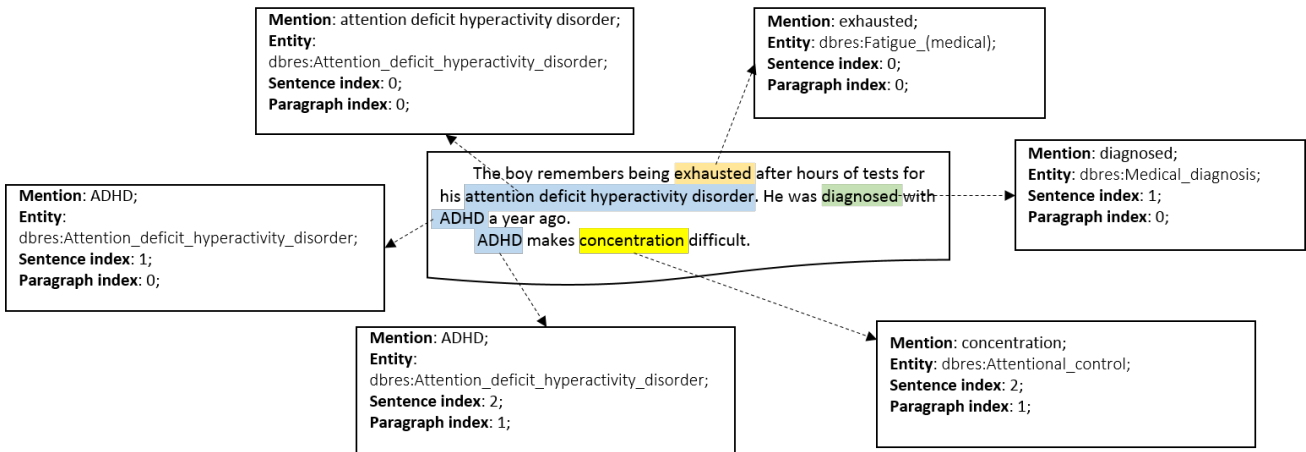 Mention: attention deficit hyperactivity disorder;
Entity:
dbres:Attention_deficit_hyperactivity_disorder;
Sentence index: 0;
Paragraph index: 0;
Mention: exhausted;
Entity: dbres:Fatigue_(medical);
Sentence index: 0;
Paragraph index: 0;
The boy remembers being exhausted after hours of tests for
his attention deficit hyperactivity disorder. He was diagnosed with
ADHD a year ago.
ADHD makes concentration difficult.
Mention: diagnosed;
Entity: dbres:Medical_diagnosis;
Sentence index: 1;
Paragraph index: 0;
Mention: ADHD;
Entity:
dbres:Attention_deficit_hyperactivity_disorder;
Sentence index: 1;
Paragraph index: 0;
Mention: ADHD;
Entity:
dbres:Attention_deficit_hyperactivity_disorder;
Sentence index: 2;
Paragraph index: 1;
Mention: concentration;
Entity: dbres:Attentional_control;
Sentence index: 2;
Paragraph index: 1;